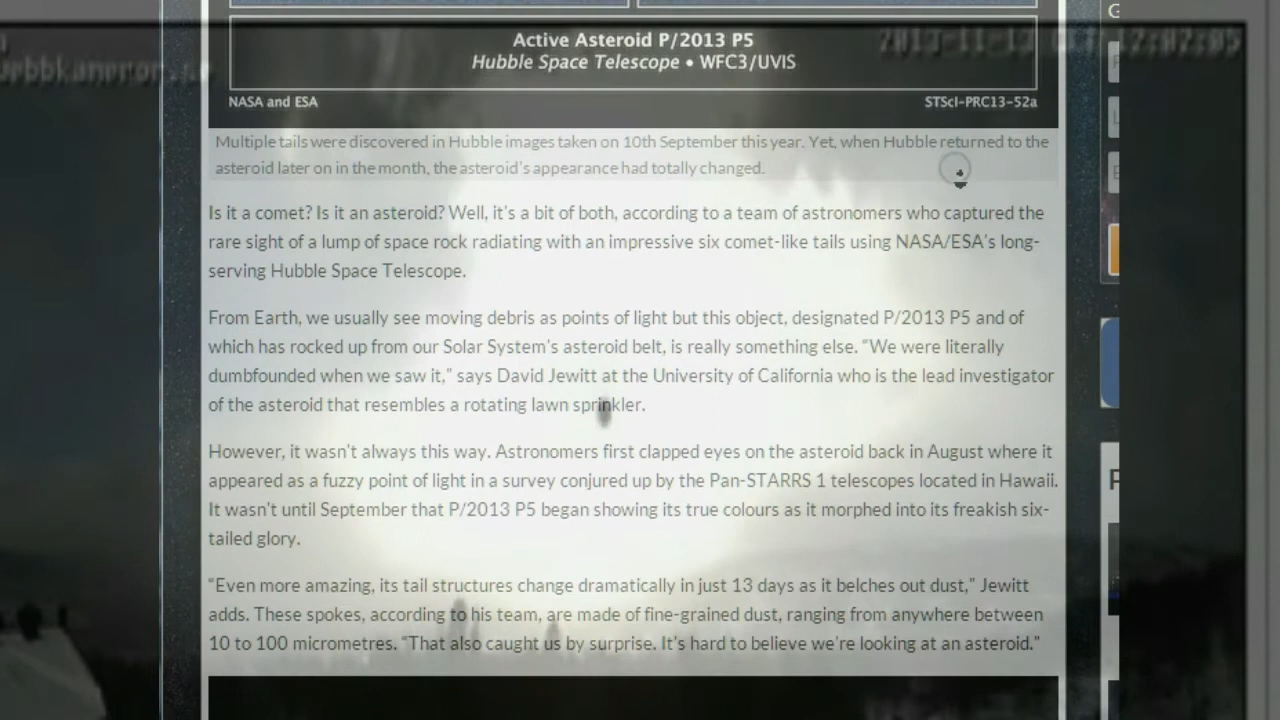 Active Asteroid P/2013 P5
Hubble Space Telescope • WFC3/UVIS
NASA and ESA
STScI-PRC13-52a
Multiple tails were discovered in Hubble images taken on 10th September this year. Yet, when Hubble returned to the
asteroid later on in the month, the asteroid's appearance had totally changed.
Is it a comet? Is it an asteroid? Well, it's a bit of both, according to a team of astronomers who captured the
rare sight of a lump of space rock radiating with an impressive six comet-like tails using NASA/ESA's long-
serving Hubble Space Telescope.
From Earth, we usually see moving debris as points of light but this object, designated P/2013 P5 and of
which has rocked up from our Solar System's asteroid belt, is really something else. "We were literally
dumbfounded when we saw it," says David Jewitt at the University of California who is the lead investigator
of the asteroid that resembles a rotating lawn sprinkler.
However, it wasn't always this way. Astronomers first clapped eyes on the asteroid back in August where it
appeared as a fuzzy point of light in a survey conjured up by the Pan-STARRS 1 telescopes located in Hawaii.
It wasn't until September that P/2013 P5 began showing its true colours as it morphed into its freakish six-
tailed glory.
"Even more amazing, its tail structures change dramatically in just 13 days as it belches out dust," Jewitt
adds. These spokes, according to his team, are made of fine-grained dust, ranging from anywhere between
10 to 100 micrometres. "That also caught us by surprise. It's hard to believe we're looking at an asteroid."